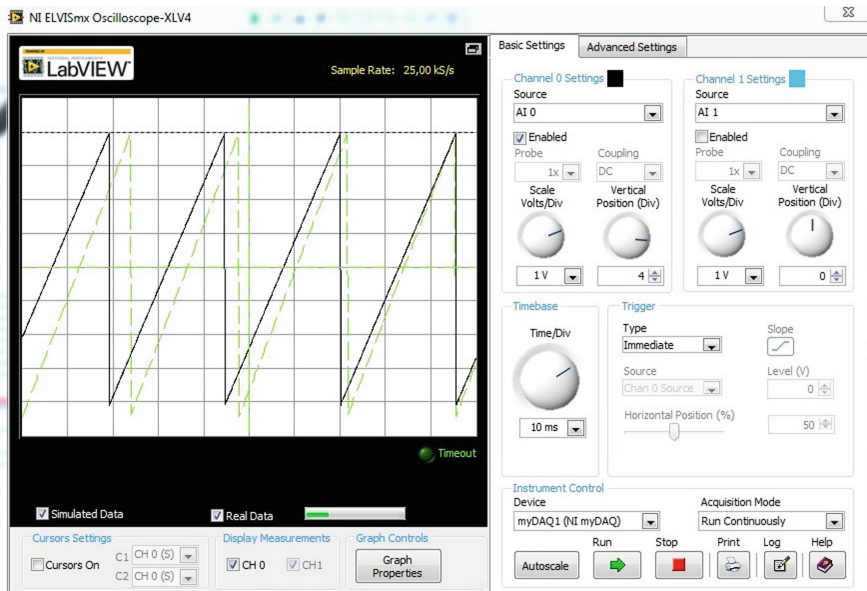 NI ELVISmx Oscilloscope-XLV4
POWERED BY
NATIONAL INSTRUMENTS
LabVIEW
Sample Rate: 25,00 kS/s
Timeout
Simulated Data
Real Data
Cursors Settings
Cursors On
C1 CH 0 (S)
C2 CH 0 (S)
Display Measurements
CH 0
CH1
Graph Controls
Graph
Properties
Basic Settings
Advanced Settings
Channel 0 Settings
Source
AI 0
Enabled
Probe
Coupling
1x
DC
Scale
Volts/Div
Vertical
Position (Div)
1 V
4
Channel 1 Settings
Source
AI 1
Enabled
Probe
Coupling
1x
DC
Scale
Volts/Div
Vertical
Position (Div)
1 V
0
Timebase
Time/Div
10 ms
Trigger
Type
Immediate
Slope
Source
Chan 0 Source
Level (V)
0
Horizontal Position (%)
50
Instrument Control
Device
myDAQ1 (NI myDAQ)
Acquisition Mode
Run Continuously
Autoscale
Run
Stop
Print
Log
Help